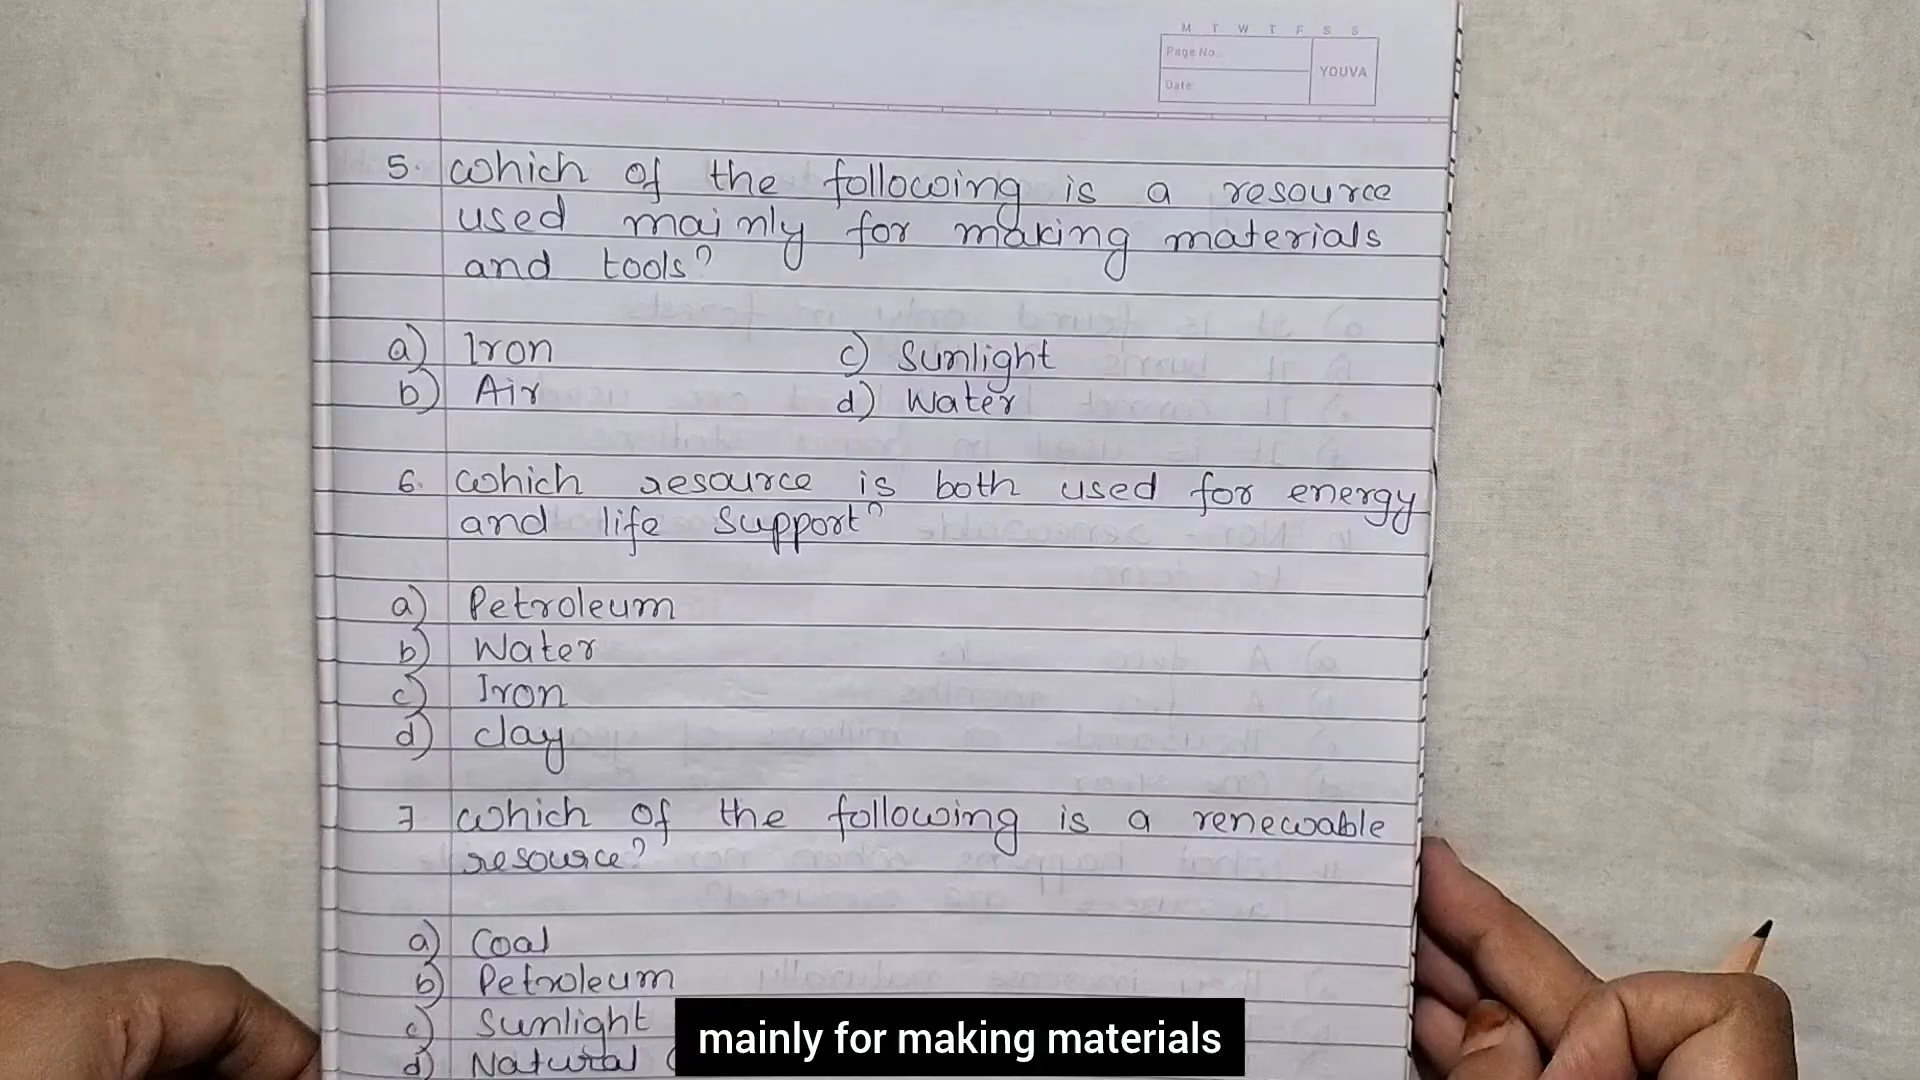 M T W T F S S
Page No.
YOUVA
Date:
5. Which of the following is a resource
used mainly for making materials
and tools?
a) Iron
c) Sunlight
b) Air
d) Water
6. Which resource is both used for energy
and life support?
a) Petroleum
b) Water
c) Iron
d) clay
7 Which of the following is a renewable
resource?
a) Coal
b) Petroleum
c) Sunlight
d) Natural
mainly for making materials